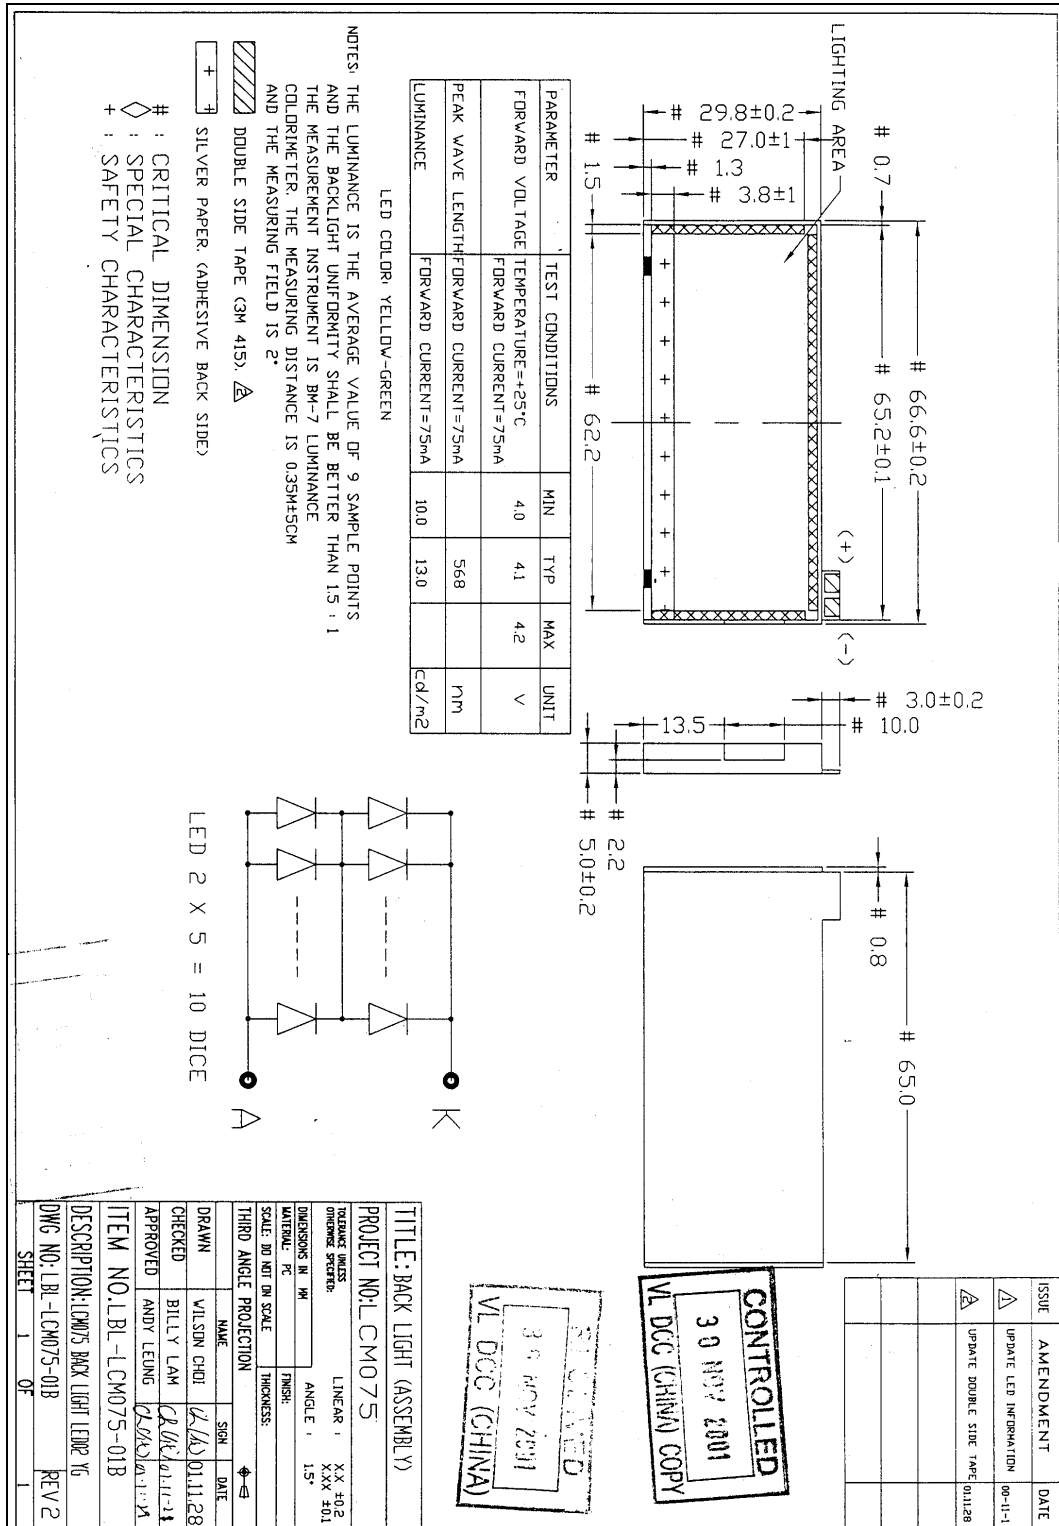 LIGHTING AREA
# 0.7
# 66.6±0.2
# 65.2±0.1
(+)
(-)
# 29.8±0.2
# 27.0±1
# 1.3
# 3.8±1
# 1.5
# 62.2
# 3.0±0.2
# 10.0
13.5
# 2.2
# 5.0±0.2
# 0.8
# 65.0
PARAMETER TEST CONDITIONS MIN TYP MAX UNIT
FORWARD VOLTAGE TEMPERATURE=+25°C FORWARD CURRENT=75mA 4.0 4.1 4.2 V
PEAK WAVE LENGTH FORWARD CURRENT=75mA 568 nm
LUMINANCE FORWARD CURRENT=75mA 10.0 13.0 cd/m2
LED COLOR: YELLOW-GREEN
NOTES: THE LUMINANCE IS THE AVERAGE VALUE OF 9 SAMPLE POINTS
AND THE BACKLIGHT UNIFORMITY SHALL BE BETTER THAN 1.5 : 1
THE MEASUREMENT INSTRUMENT IS BM-7 LUMINANCE
COLORIMETER. THE MEASURING DISTANCE IS 0.35M±5CM
AND THE MEASURING FIELD IS 2°
DOUBLE SIDE TAPE (3M 415). 2
SILVER PAPER. (ADHESIVE BACK SIDE)
# : CRITICAL DIMENSION
◇ : SPECIAL CHARACTERISTICS
+ : SAFETY CHARACTERISTICS
K
A
LED 2 X 5 = 10 DICE
ISSUE AMENDMENT DATE
1 UPDATE LED INFORMATION 00-11-1
2 UPDATE DOUBLE SIDE TAPE 01.11.28
CONTROLLED
30 NOV 2001
VL DCC (CHINA) COPY
30 NOV 2001
VL DCC (CHINA)
TITLE: BACK LIGHT (ASSEMBLY)
PROJECT NO:LCM075
TOLERANCE UNLESS
OTHERWISE SPECIFIED:
LINEAR : X.X ±0.2
X.XX ±0.1
ANGLE : 1.5°
DIMENSIONS IN MM
MATERIAL: PC FINISH:
SCALE: DO NOT ON SCALE THICKNESS:
THIRD ANGLE PROJECTION
NAME SIGN DATE
DRAWN WILSON CHOI 01.11.28
CHECKED BILLY LAM
APPROVED ANDY LEUNG
ITEM NO.LBL-LCM075-01B
DESCRIPTION:LCM075 BACK LIGHT LED02 YG
DWG NO: LBL-LCM075-01B REV 2
SHEET 1 OF 1